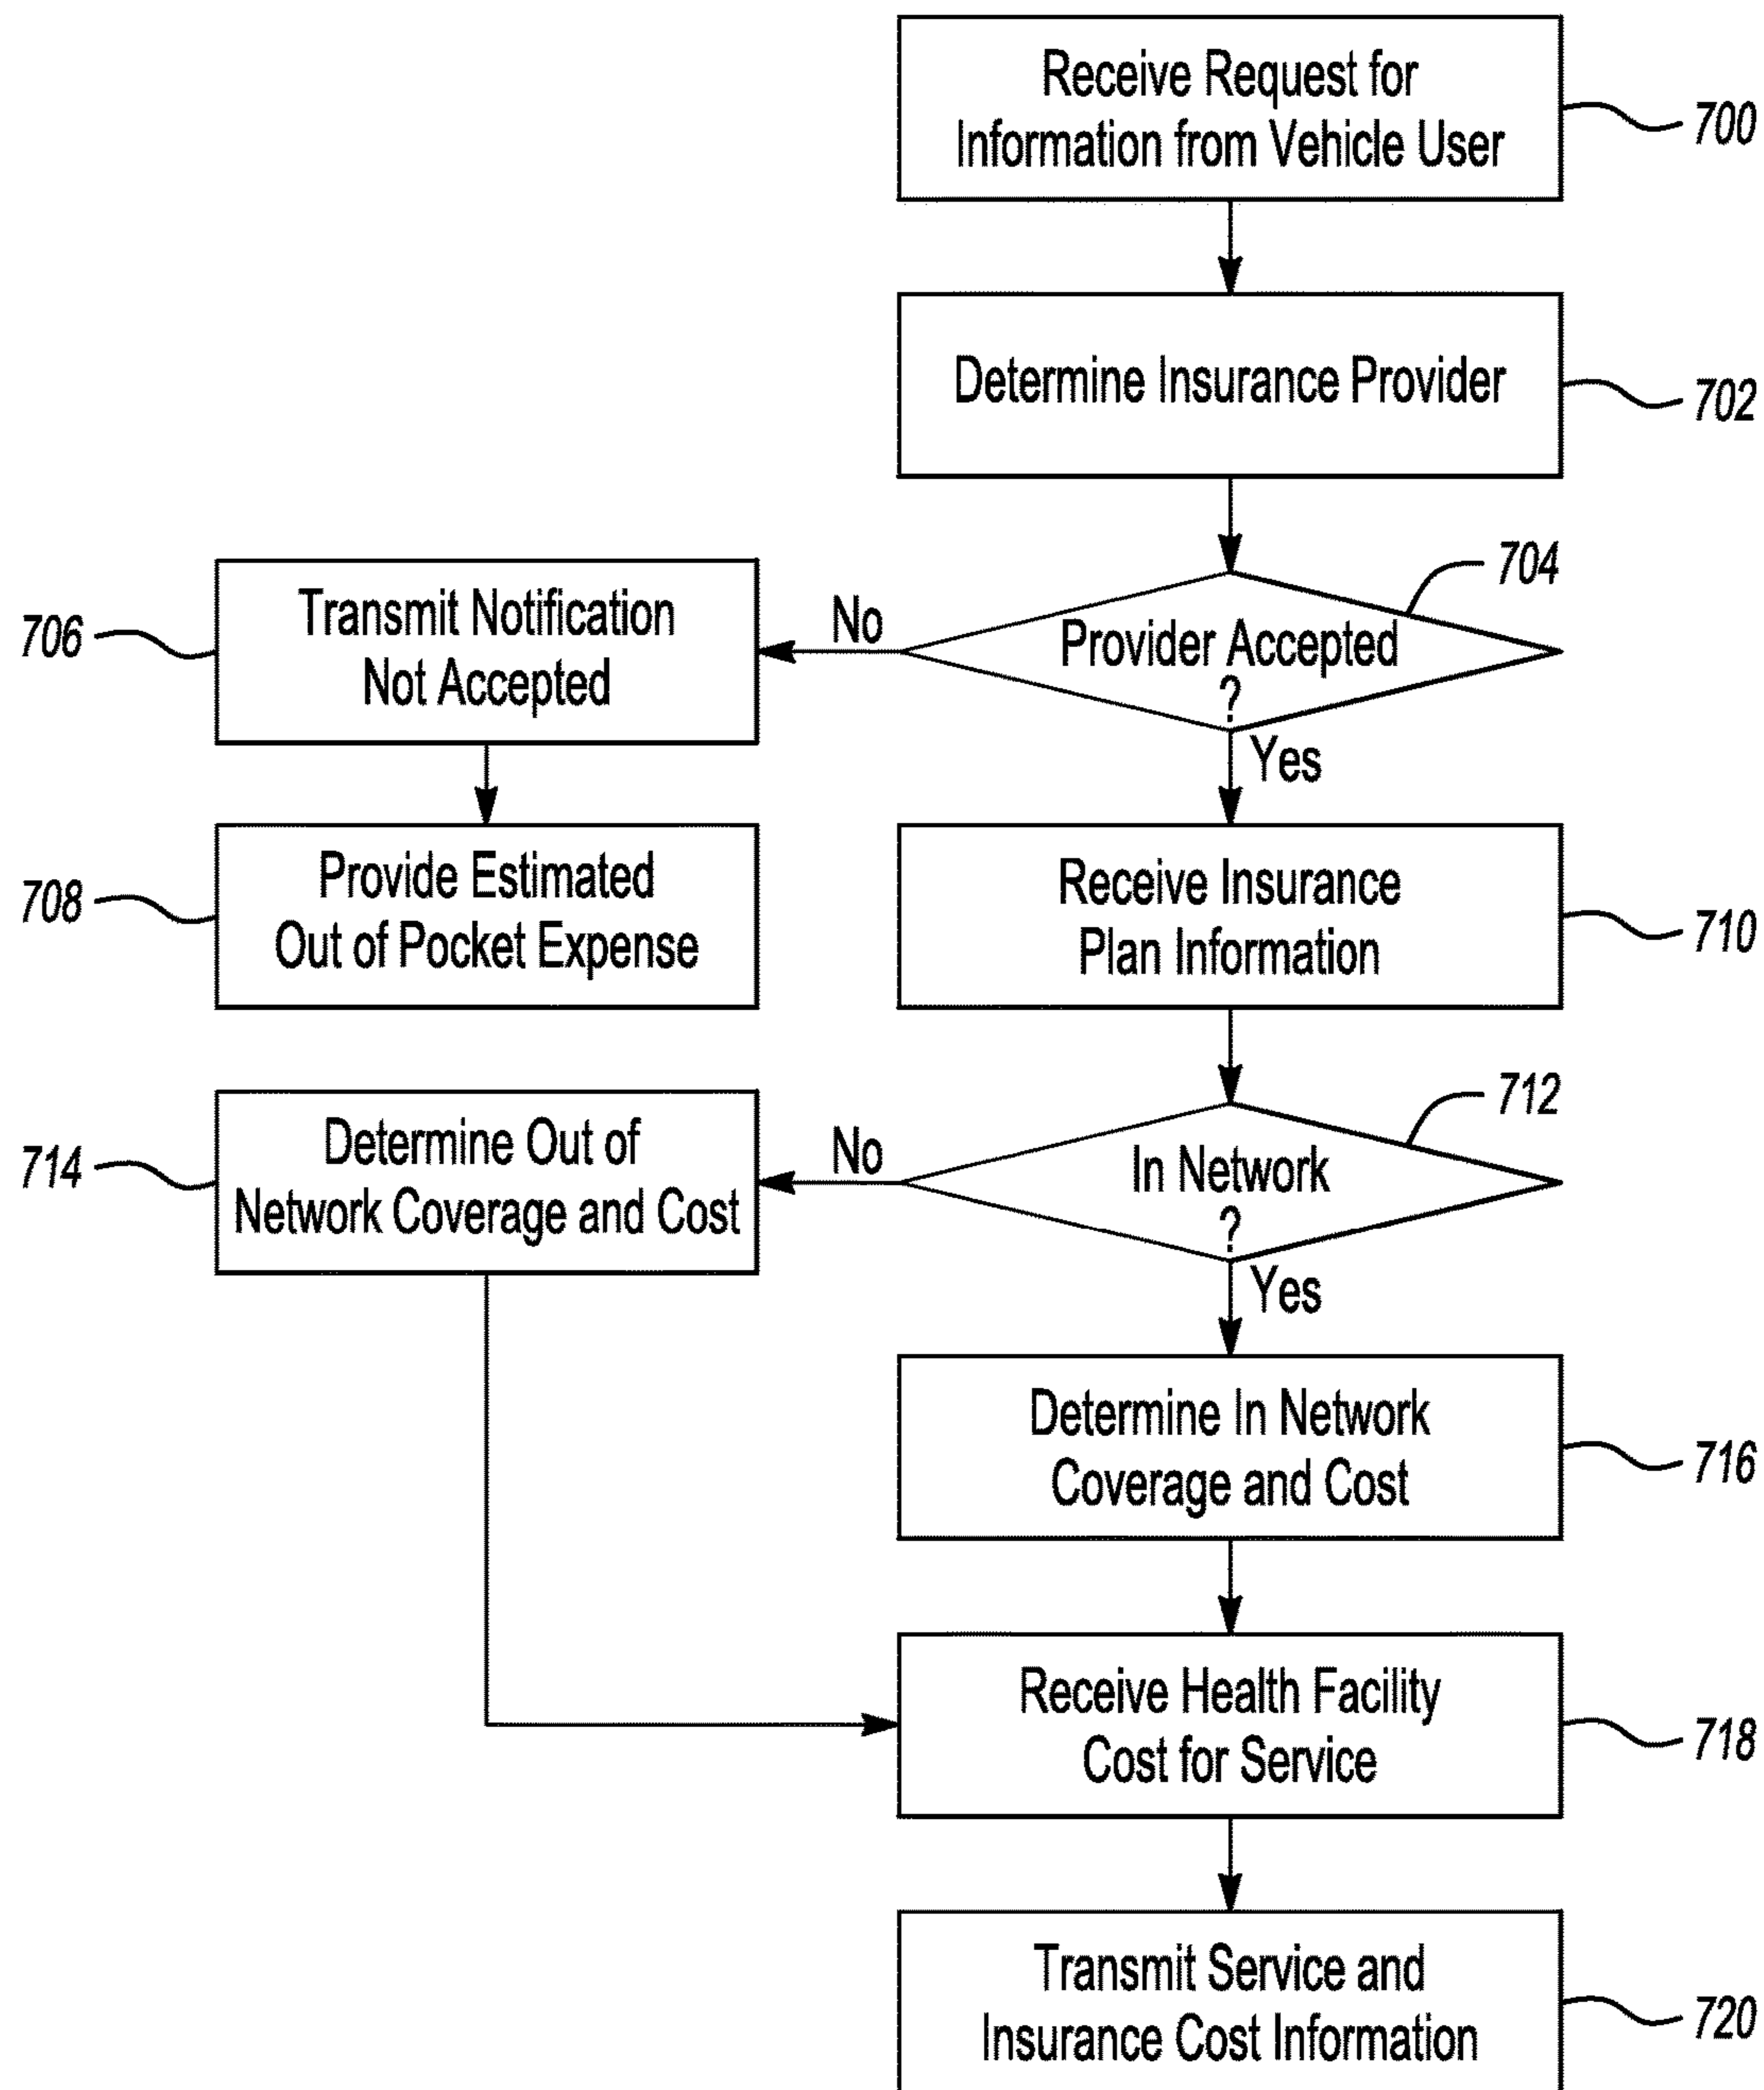 Receive Request for
Information from Vehicle User
700
Determine Insurance Provider
702
704
Provider Accepted
?
No
Yes
706
Transmit Notification
Not Accepted
708
Provide Estimated
Out of Pocket Expense
Receive Insurance
Plan Information
710
712
In Network
?
No
Yes
714
Determine Out of
Network Coverage and Cost
Determine In Network
Coverage and Cost
716
Receive Health Facility
Cost for Service
718
Transmit Service and
Insurance Cost Information
720